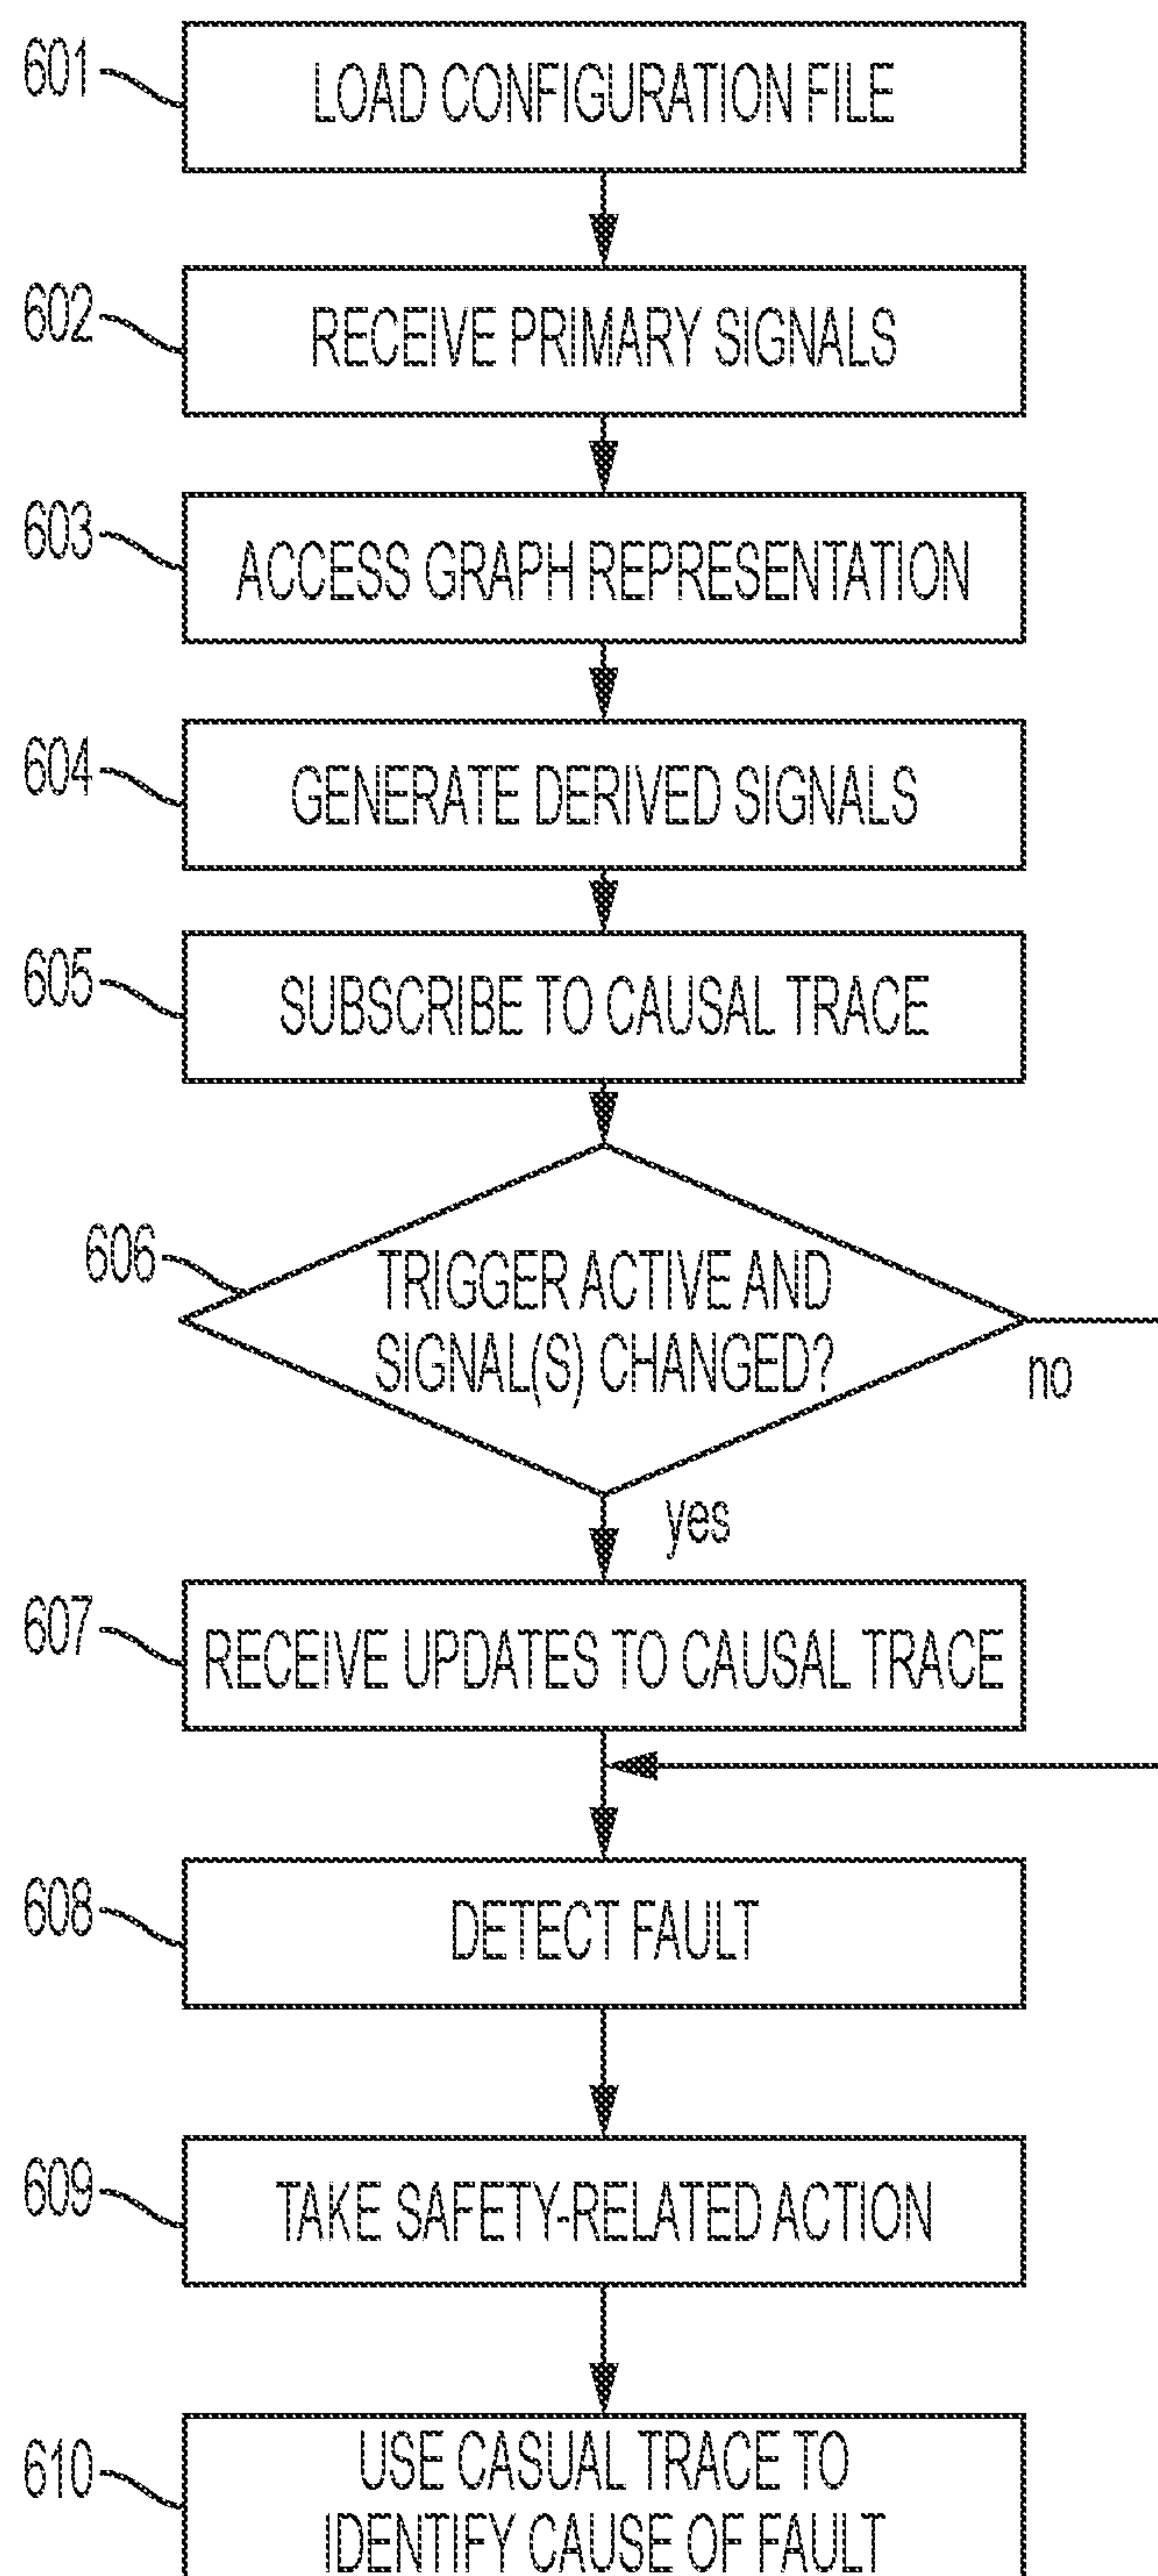 601
LOAD CONFIGURATION FILE
602
RECEIVE PRIMARY SIGNALS
603
ACCESS GRAPH REPRESENTATION
604
GENERATE DERIVED SIGNALS
605
SUBSCRIBE TO CAUSAL TRACE
606
TRIGGER ACTIVE AND
SIGNAL(S) CHANGED?
no
yes
607
RECEIVE UPDATES TO CAUSAL TRACE
608
DETECT FAULT
609
TAKE SAFETY-RELATED ACTION
610
USE CASUAL TRACE TO
IDENTIFY CAUSE OF FAULT